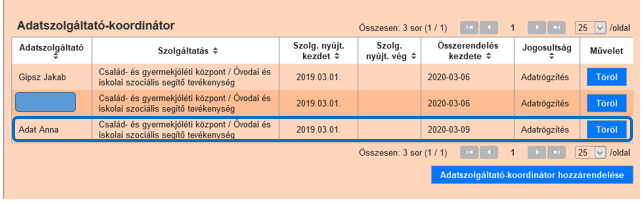 Adatszolgáltató-koordinátor
Összesen: 3 sor (1 / 1) 1 25 /oldal
Adatszolgáltató Szolgáltatás Szolg. nyújt. kezdet Szolg. nyújt. vég Összerendelés kezdete Jogosultság Művelet
Gipsz Jakab Család- és gyermekjóléti központ / Óvodai és iskolai szociális segítő tevékenység 2019.03.01. 2020-03-06 Adatrögzítés Töröl
Család- és gyermekjóléti központ / Óvodai és iskolai szociális segítő tevékenység 2019.03.01. 2020-03-06 Adatrögzítés Töröl
Adat Anna Család- és gyermekjóléti központ / Óvodai és iskolai szociális segítő tevékenység 2019.03.01. 2020-03-09 Adatrögzítés Töröl
Összesen: 3 sor (1 / 1) 1 25 /oldal
Adatszolgáltató-koordinátor hozzárendelése